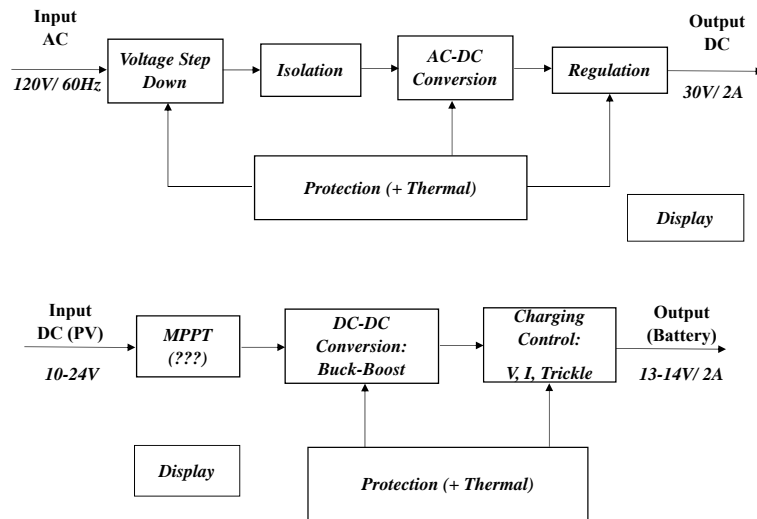 Input
AC
120V/ 60Hz
Voltage Step
Down
Isolation
AC-DC
Conversion
Regulation
Output
DC
30V/ 2A
Protection (+ Thermal)
Display
Input
DC (PV)
10-24V
MPPT
(???)
DC-DC
Conversion:
Buck-Boost
Charging
Control:
V, I, Trickle
Output
(Battery)
13-14V/ 2A
Display
Protection (+ Thermal)